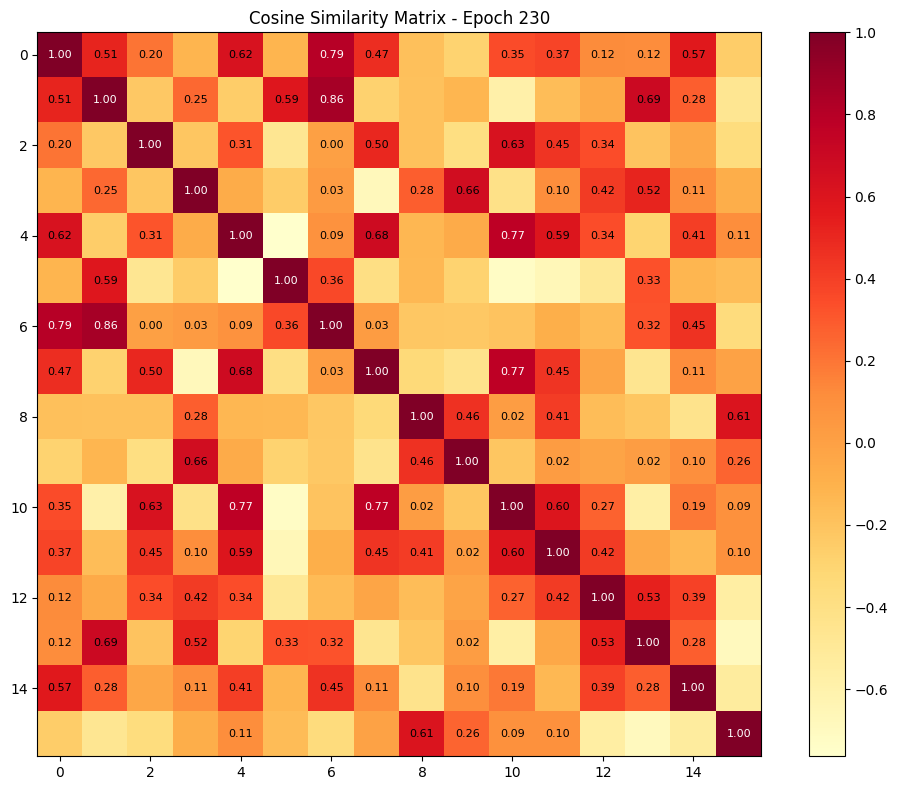 Cosine Similarity Matrix - Epoch 230
0 1.00 0.51 0.20 0.62 0.79 0.47 0.35 0.37 0.12 0.12 0.57 1.0
0.51 1.00 0.25 0.59 0.86 0.69 0.28
0.8
2 0.20 1.00 0.31 0.00 0.50 0.63 0.45 0.34
0.25 1.00 0.03 0.28 0.66 0.10 0.42 0.52 0.11
0.6
4 0.62 0.31 1.00 0.09 0.68 0.77 0.59 0.34 0.41 0.11
0.59 1.00 0.36 0.33
0.4
6 0.79 0.86 0.00 0.03 0.09 0.36 1.00 0.03 0.32 0.45
0.2
0.47 0.50 0.68 0.03 1.00 0.77 0.45 0.11
8 0.28 1.00 0.46 0.02 0.41 0.61
0.0
0.66 0.46 1.00 0.02 0.02 0.10 0.26
10 0.35 0.63 0.77 0.77 0.02 1.00 0.60 0.27 0.19 0.09
−0.2
0.37 0.45 0.10 0.59 0.45 0.41 0.02 0.60 1.00 0.42 0.10
12 0.12 0.34 0.42 0.34 0.27 0.42 1.00 0.53 0.39
−0.4
0.12 0.69 0.52 0.33 0.32 0.02 0.53 1.00 0.28
14 0.57 0.28 0.11 0.41 0.45 0.11 0.10 0.19 0.39 0.28 1.00
−0.6
0.11 0.61 0.26 0.09 0.10 1.00
0 2 4 6 8 10 12 14